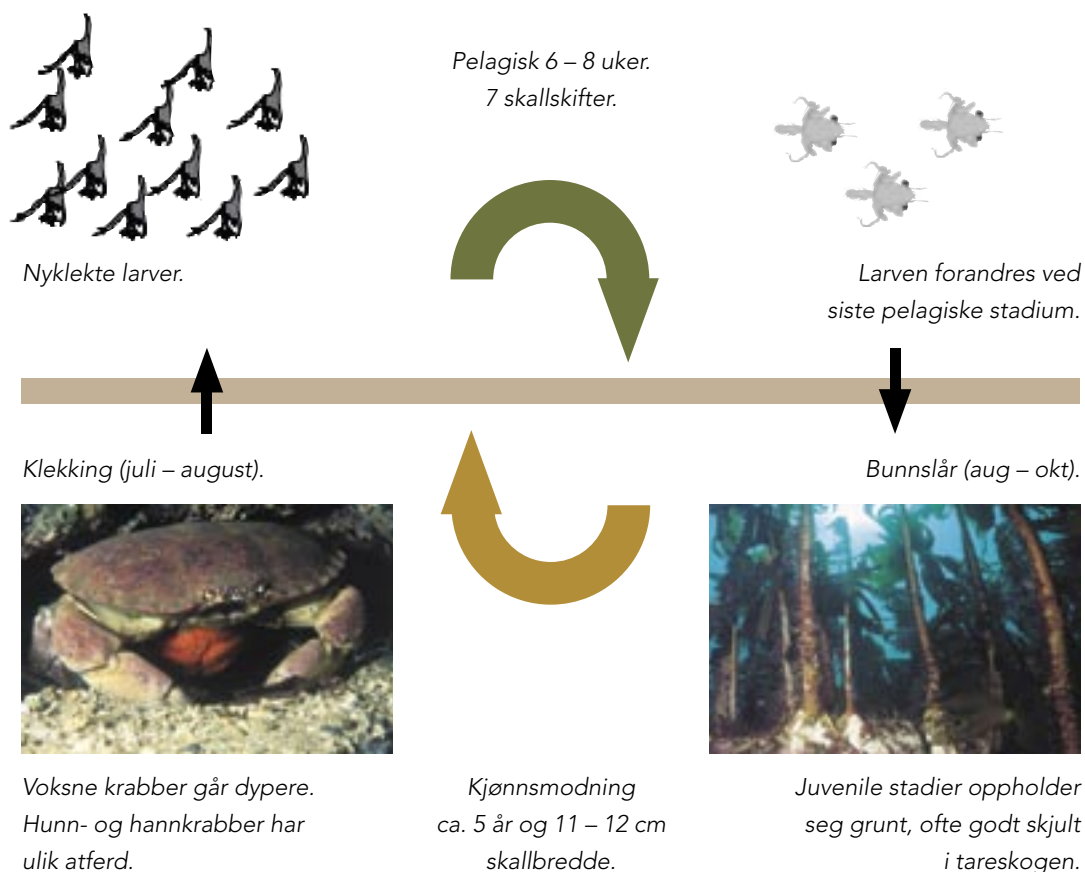 Pelagisk 6 – 8 uker.
7 skallskifter.
Nyklekte larver.
Larven forandres ved
siste pelagiske stadium.
Klekking (juli – august).
Bunnslår (aug – okt).
Voksne krabber går dypere.
Hunn- og hannkrabber har
ulik atferd.
Kjønnsmodning
ca. 5 år og 11 – 12 cm
skallbredde.
Juvenile stadier oppholder
seg grunt, ofte godt skjult
i tareskogen.